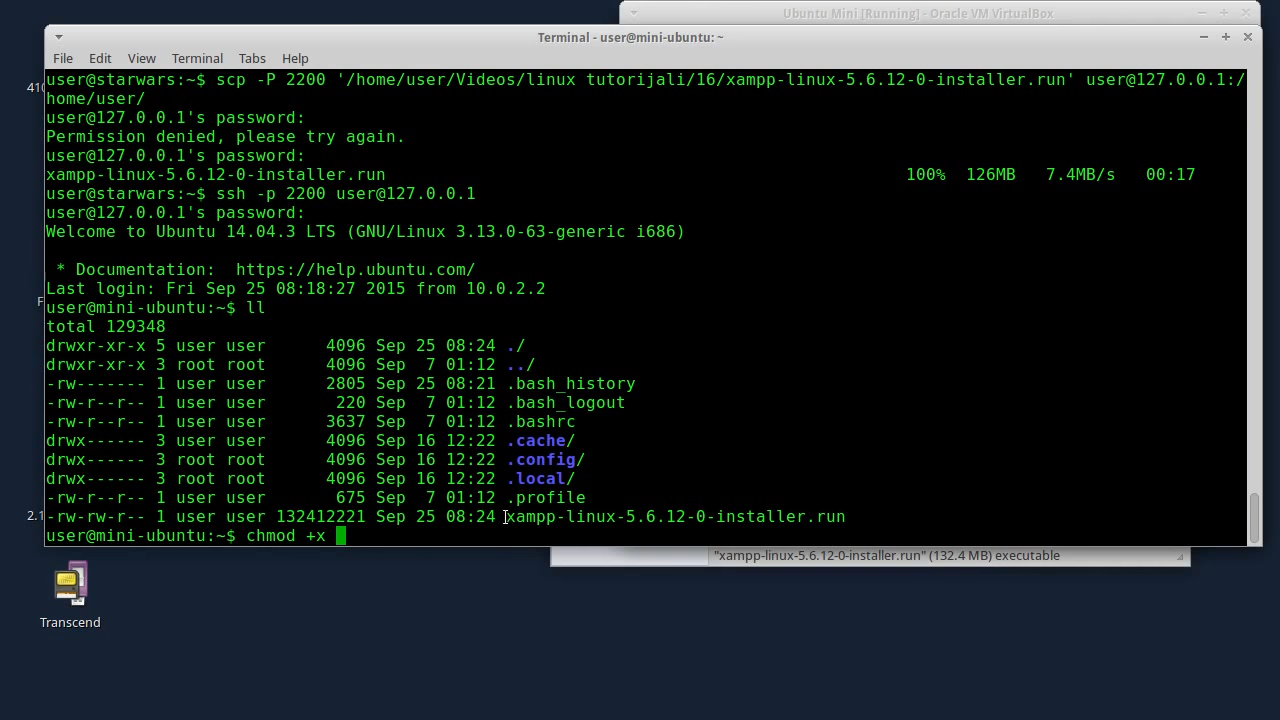 Ubuntu Mini [Running] - Oracle VM VirtualBox
Terminal - user@mini-ubuntu: ~
File Edit View Terminal Tabs Help
user@starwars:~$ scp -P 2200 '/home/user/Videos/linux tutorijali/16/xampp-linux-5.6.12-0-installer.run' user@127.0.0.1:/
home/user/
user@127.0.0.1's password:
Permission denied, please try again.
user@127.0.0.1's password:
xampp-linux-5.6.12-0-installer.run 100% 126MB 7.4MB/s 00:17
user@starwars:~$ ssh -p 2200 user@127.0.0.1
user@127.0.0.1's password:
Welcome to Ubuntu 14.04.3 LTS (GNU/Linux 3.13.0-63-generic i686)
* Documentation: https://help.ubuntu.com/
Last login: Fri Sep 25 08:18:27 2015 from 10.0.2.2
user@mini-ubuntu:~$ ll
total 129348
drwxr-xr-x 5 user user 4096 Sep 25 08:24 ./
drwxr-xr-x 3 root root 4096 Sep 7 01:12 ../
-rw------- 1 user user 2805 Sep 25 08:21 .bash_history
-rw-r--r-- 1 user user 220 Sep 7 01:12 .bash_logout
-rw-r--r-- 1 user user 3637 Sep 7 01:12 .bashrc
drwx------ 3 user user 4096 Sep 16 12:22 .cache/
drwx------ 3 root root 4096 Sep 16 12:22 .config/
drwx------ 3 root root 4096 Sep 16 12:22 .local/
-rw-r--r-- 1 user user 675 Sep 7 01:12 .profile
-rw-rw-r-- 1 user user 132412221 Sep 25 08:24 xampp-linux-5.6.12-0-installer.run
user@mini-ubuntu:~$ chmod +x
"xampp-linux-5.6.12-0-installer.run" (132.4 MB) executable
410
F
2.1
Transcend